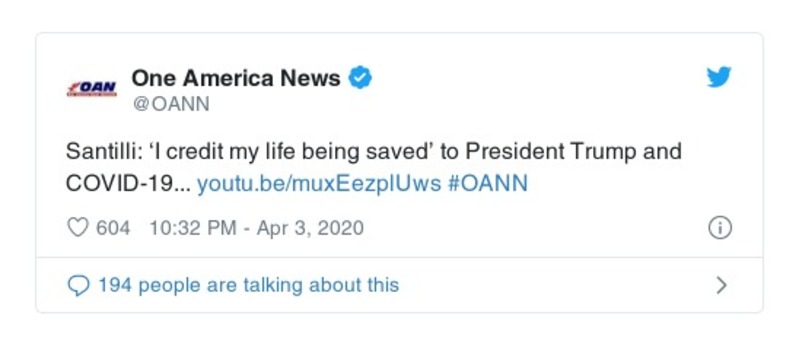 OAN
One America News
@OANN
Santilli: ‘I credit my life being saved’ to President Trump and
COVID-19... youtu.be/muxEezplUws #OANN
604 10:32 PM - Apr 3, 2020
194 people are talking about this